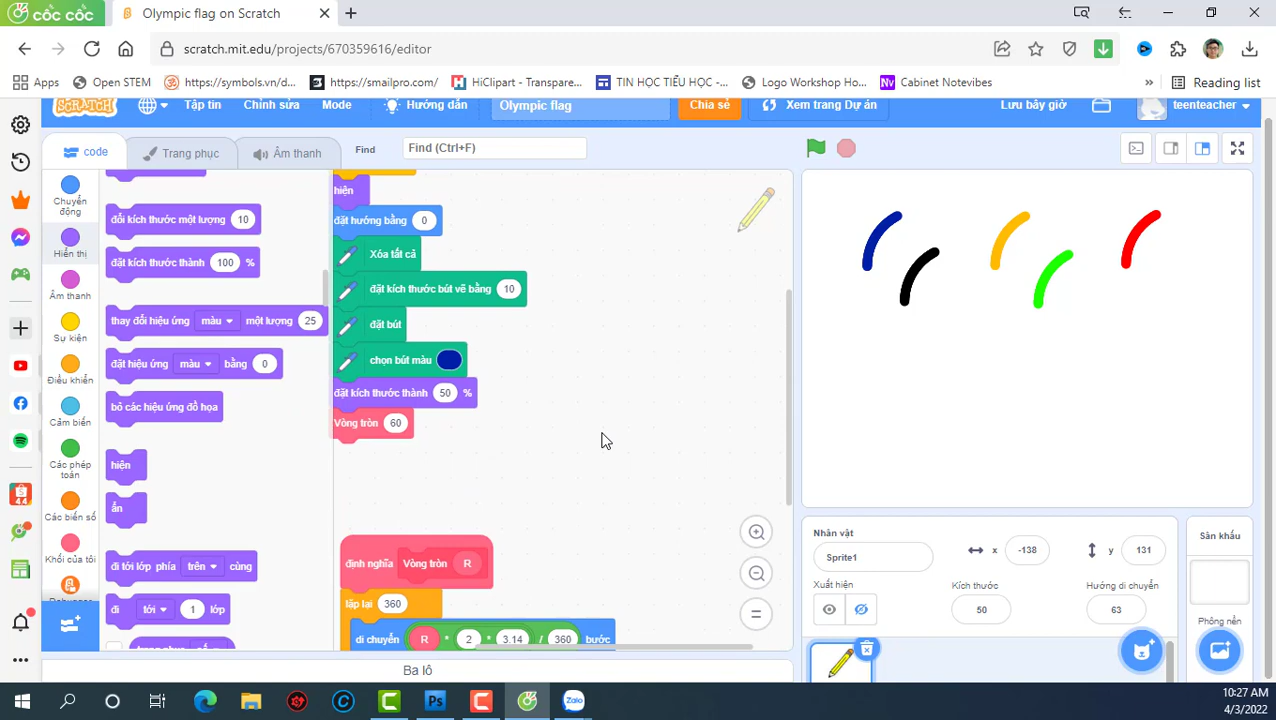 cốc cốc
Olympic flag on Scratch
scratch.mit.edu/projects/670359616/editor
Apps
Open STEM
https://symbols.vn/d...
https://smailpro.com/
HiClipart - Transpare...
TIN HỌC TIỂU HỌC -...
Logo Workshop Ho...
Cabinet Notevibes
»
Reading list
SCRATCH
Tập tin
Chỉnh sửa
Mode
Hướng dẫn
Olympic flag
Chia sẻ
Xem trang Dự án
Lưu bây giờ
teenteacher
code
Trang phục
Âm thanh
Find
Find (Ctrl+F)
Chuyển động
Hiển thị
Âm thanh
Sự kiện
Điều khiển
Cảm biến
Các phép toán
Các biến số
Khối của tôi
đổi kích thước một lượng 10
đặt kích thước thành 100 %
thay đổi hiệu ứng màu một lượng 25
đặt hiệu ứng màu bằng 0
bỏ các hiệu ứng đồ họa
hiện
ẩn
đi tới lớp phía trên cùng
đi tới 1 lớp
hiện
đặt hướng bằng 0
Xóa tất cả
đặt kích thước bút vẽ bằng 10
đặt bút
chọn bút màu
đặt kích thước thành 50 %
Vòng tròn 60
định nghĩa Vòng tròn R
lặp lại 360
di chuyển R * 2 * 3.14 / 360 bước
Ba lô
Nhân vật
Sprite1
x -138
y 131
Xuất hiện
Kích thước
50
Hướng di chuyển
63
Sân khấu
Phông nền
4.4
Nv
Ps
Zalo
10:27 AM
4/3/2022